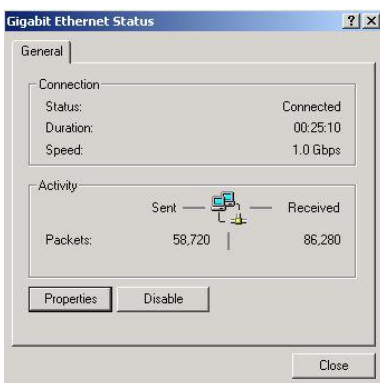 Gigabit Ethernet Status
General
Connection
Status: Connected
Duration: 00:25:10
Speed: 1.0 Gbps
Activity
Sent Received
Packets: 58,720 86,280
Properties Disable
Close